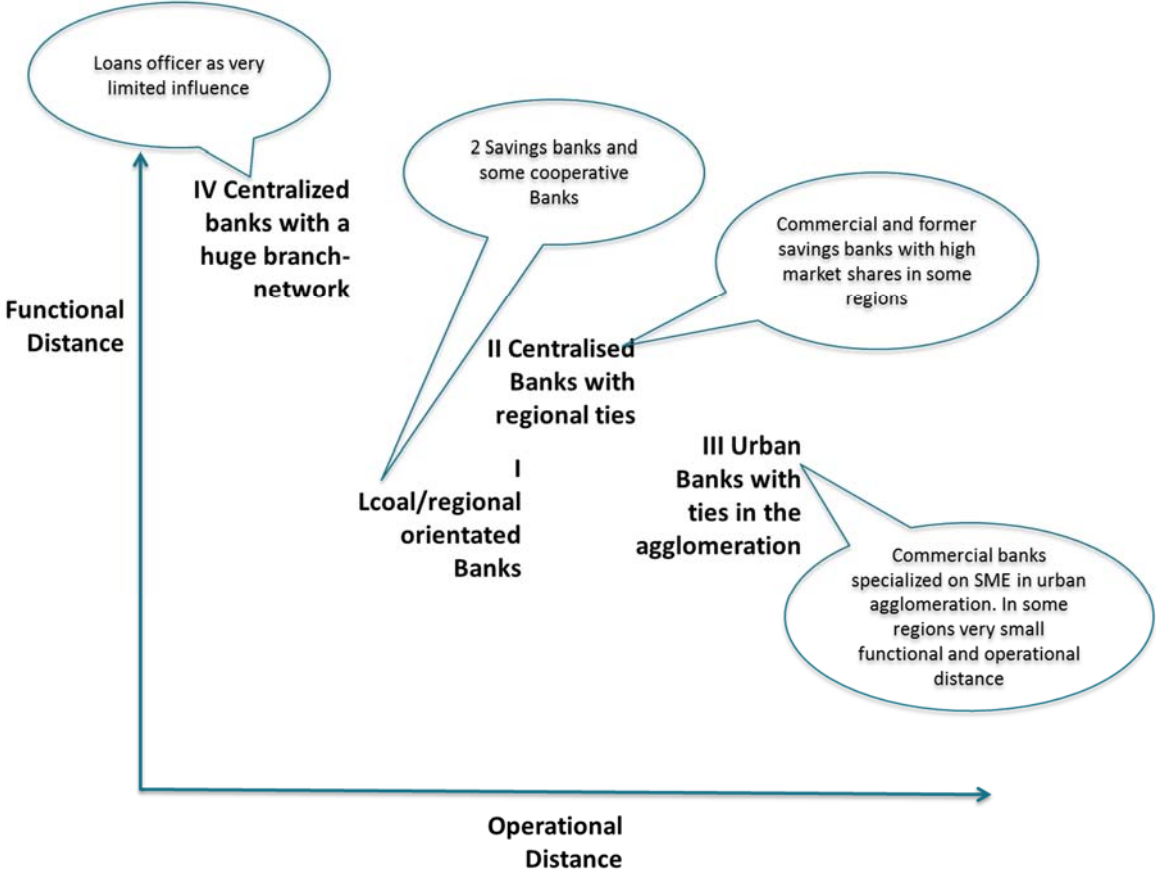 Loans officer as very
limited influence
IV Centralized
banks with a
huge branch-
network
2 Savings banks and
some cooperative
Banks
Commercial and former
savings banks with high
market shares in some
regions
Functional
Distance
II Centralised
Banks with
regional ties
I
Lcoal/regional
orientated
Banks
III Urban
Banks with
ties in the
agglomeration
Commercial banks
specialized on SME in urban
agglomeration. In some
regions very small
functional and operational
distance
Operational
Distance